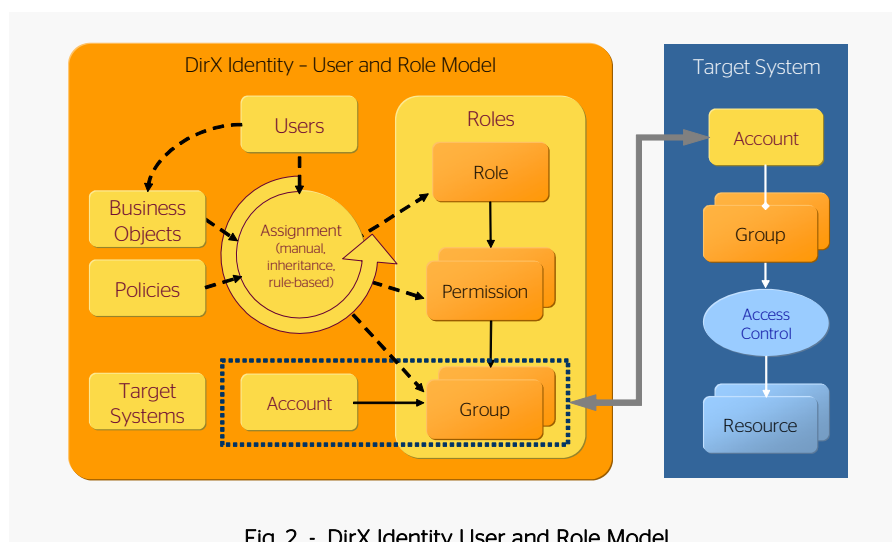 DirX Identity – User and Role Model
Target System
Users
Roles
Account
Role
Business
Objects
Assignment
(manual,
inheritance,
rule-based)
Group
Policies
Permission
Access
Control
Target
Systems
Account
Group
Resource
Fig. 2 - DirX Identity User and Role Model